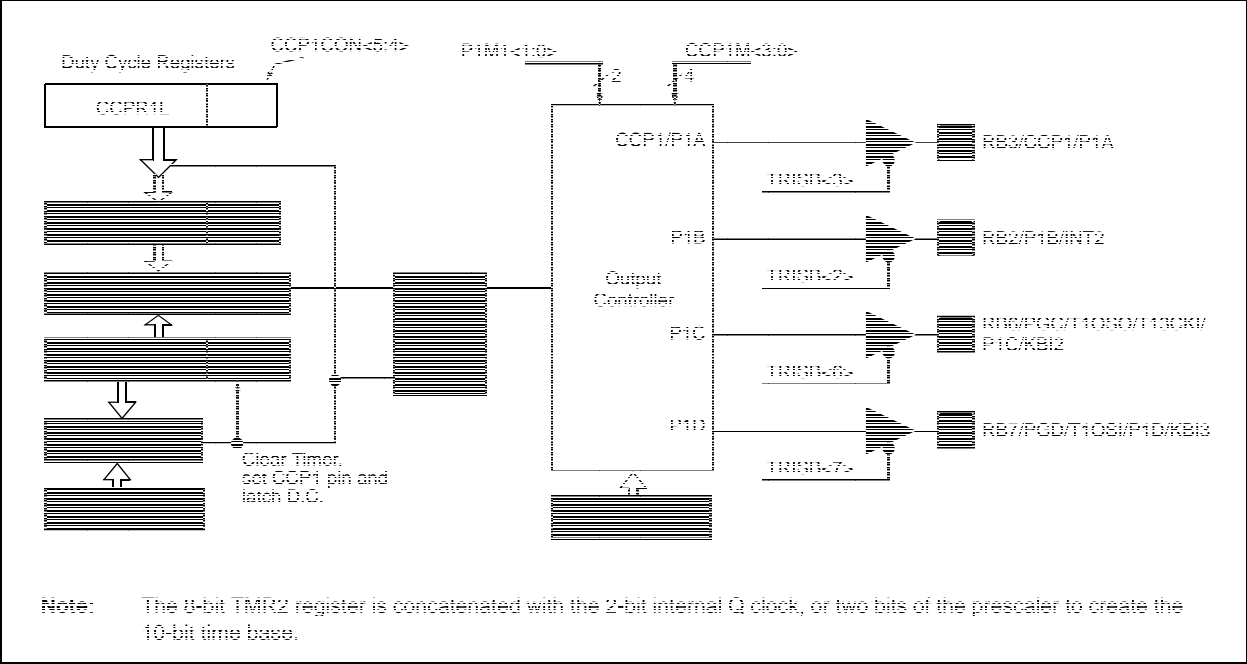 CCP1CON<5:4>
Duty Cycle Registers
CCPR1L
P1M1<1:0>
2
CCP1M<3:0>
4
CCP1/P1A
TRISB<3>
RB3/CCP1/P1A
P1B
TRISB<2>
RB2/P1B/INT2
Output
Controller
P1C
TRISB<6>
RB6/PGC/T1OSO/T13CKI/
P1C/KBI2
P1D
TRISB<7>
RB7/PGD/T1OSI/P1D/KBI3
Clear Timer,
set CCP1 pin and
latch D.C.
Note: The 8-bit TMR2 register is concatenated with the 2-bit internal Q clock, or two bits of the prescaler to create the
10-bit time base.